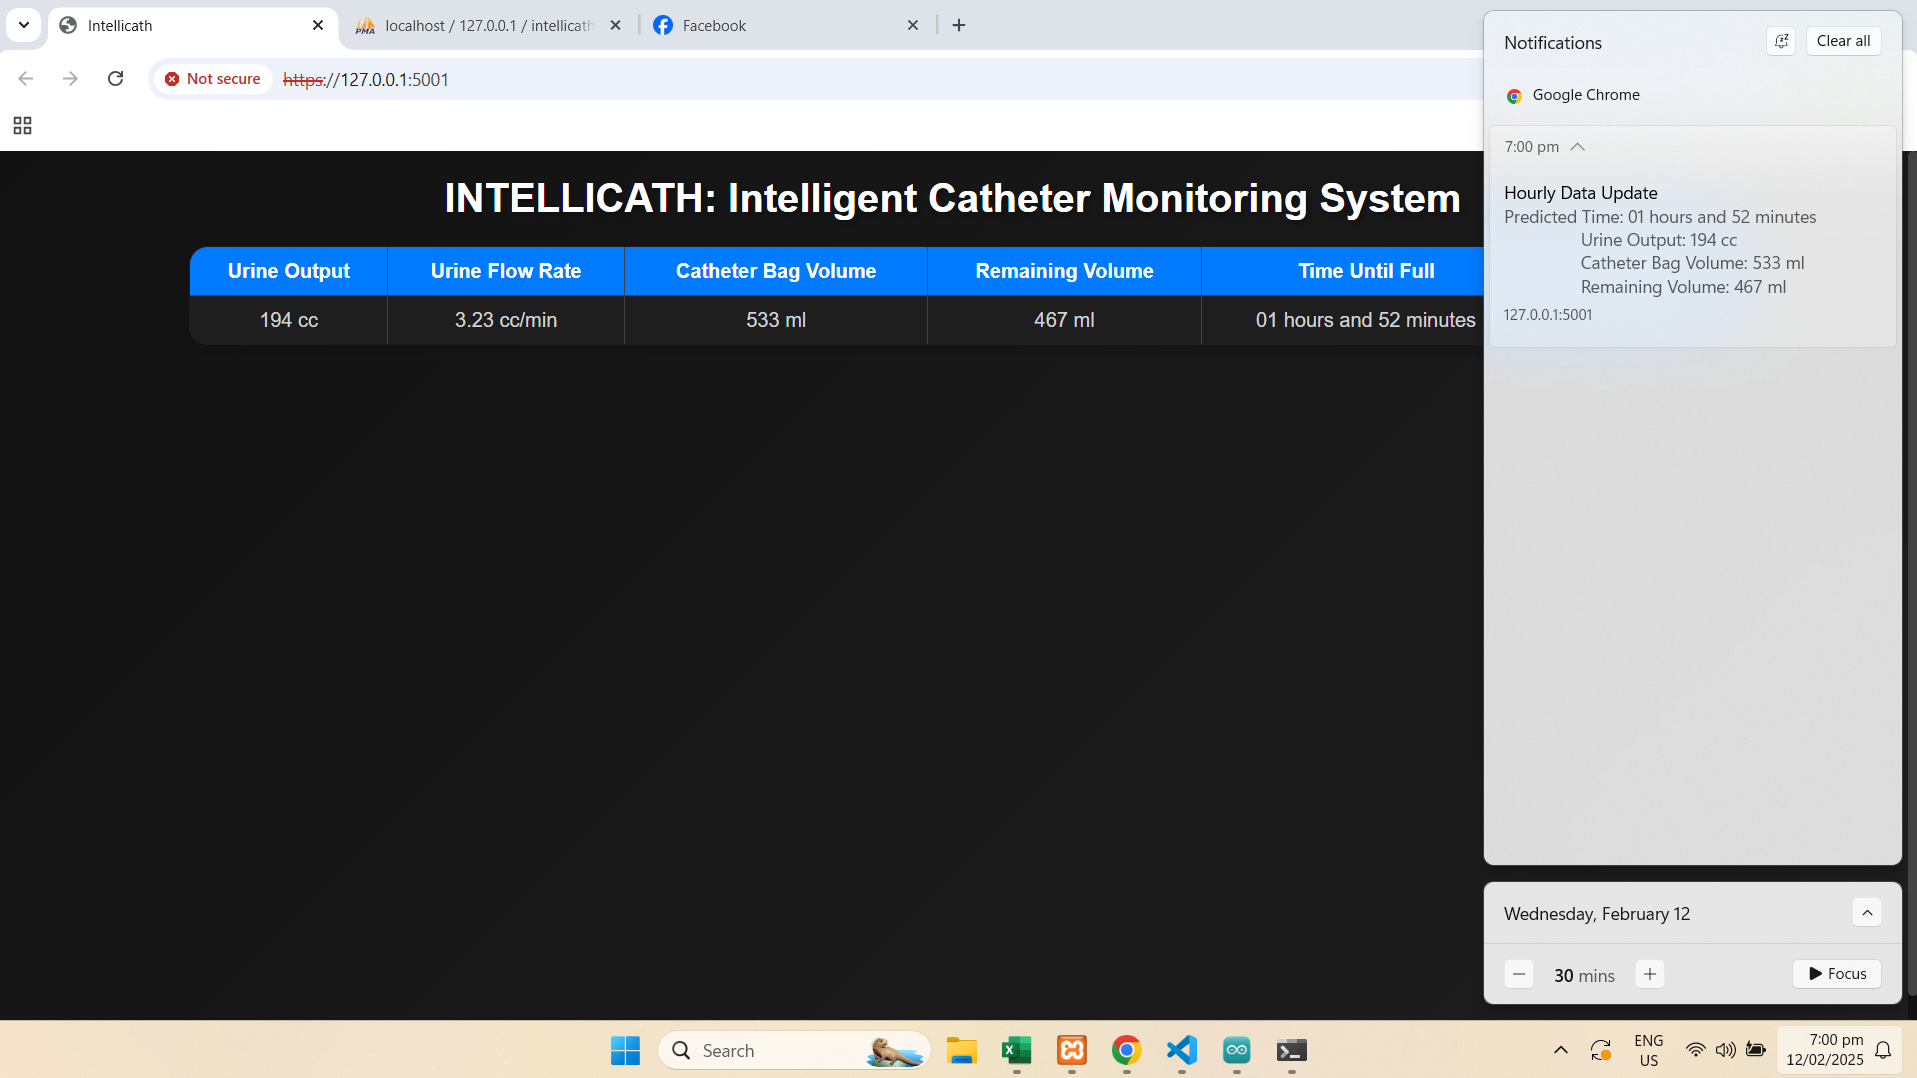 Intellicath
localhost / 127.0.0.1 / intellicath
Facebook
Not secure
https://127.0.0.1:5001
INTELLICATH: Intelligent Catheter Monitoring System
Urine Output
Urine Flow Rate
Catheter Bag Volume
Remaining Volume
Time Until Full
194 cc
3.23 cc/min
533 ml
467 ml
01 hours and 52 minutes
Notifications
Clear all
Google Chrome
7:00 pm
Hourly Data Update
Predicted Time: 01 hours and 52 minutes
Urine Output: 194 cc
Catheter Bag Volume: 533 ml
Remaining Volume: 467 ml
127.0.0.1:5001
Wednesday, February 12
30 mins
Focus
Search
ENG
US
7:00 pm
12/02/2025